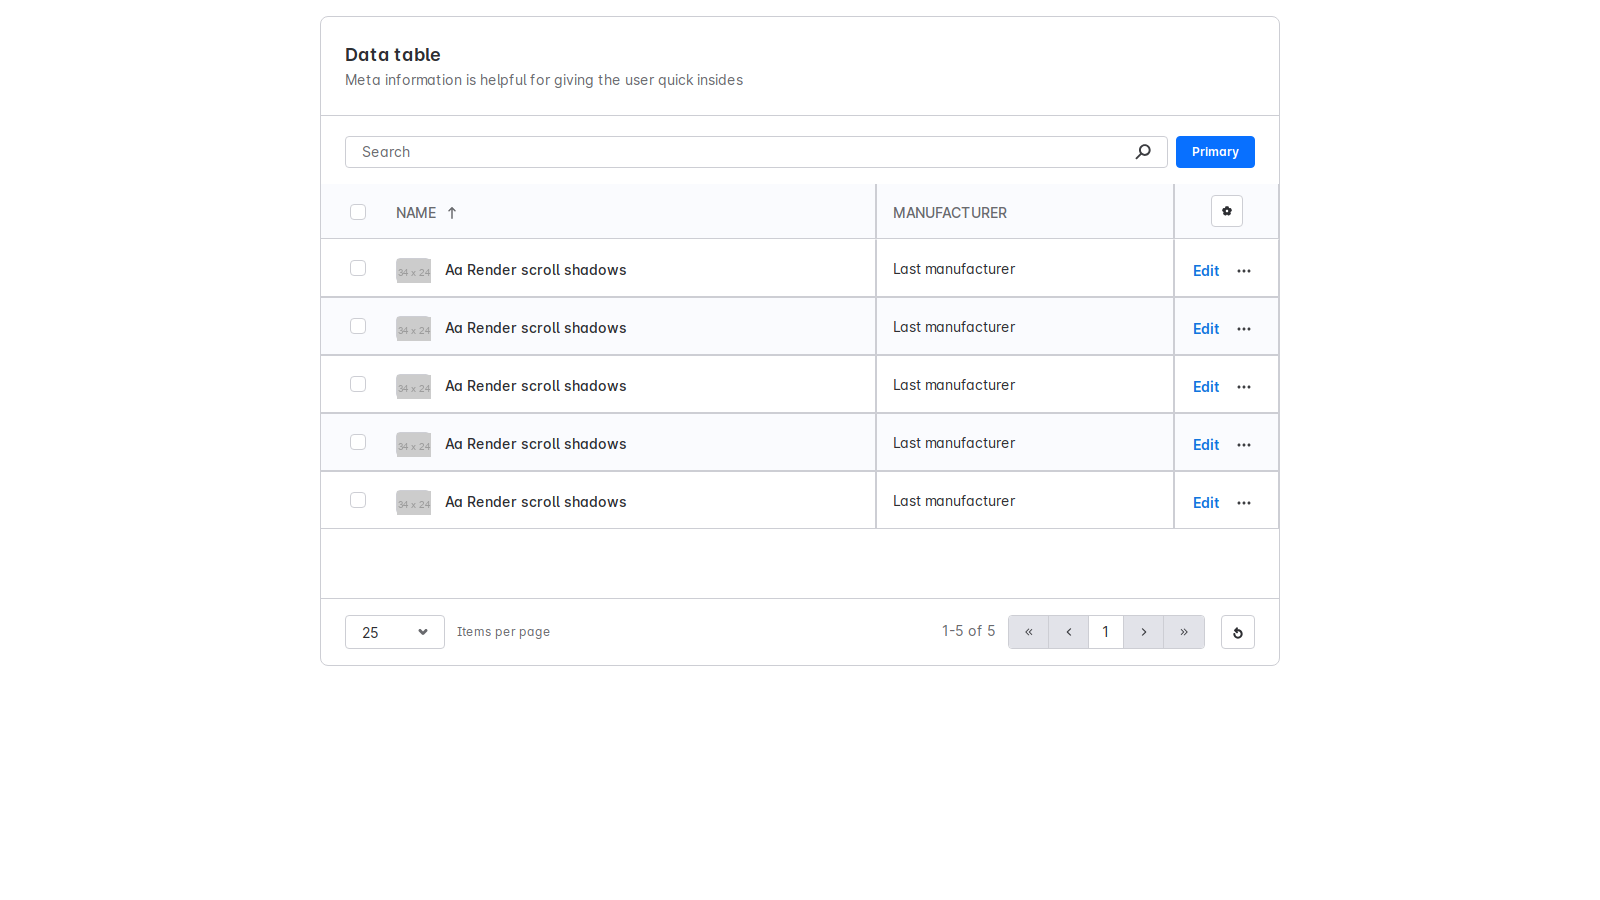 Data table
Meta information is helpful for giving the user quick insides
Search
Primary
NAME
MANUFACTURER
34 x 24 Aa Render scroll shadows Last manufacturer Edit
34 x 24 Aa Render scroll shadows Last manufacturer Edit
34 x 24 Aa Render scroll shadows Last manufacturer Edit
34 x 24 Aa Render scroll shadows Last manufacturer Edit
34 x 24 Aa Render scroll shadows Last manufacturer Edit
25 Items per page 1-5 of 5 « ‹ 1 › »